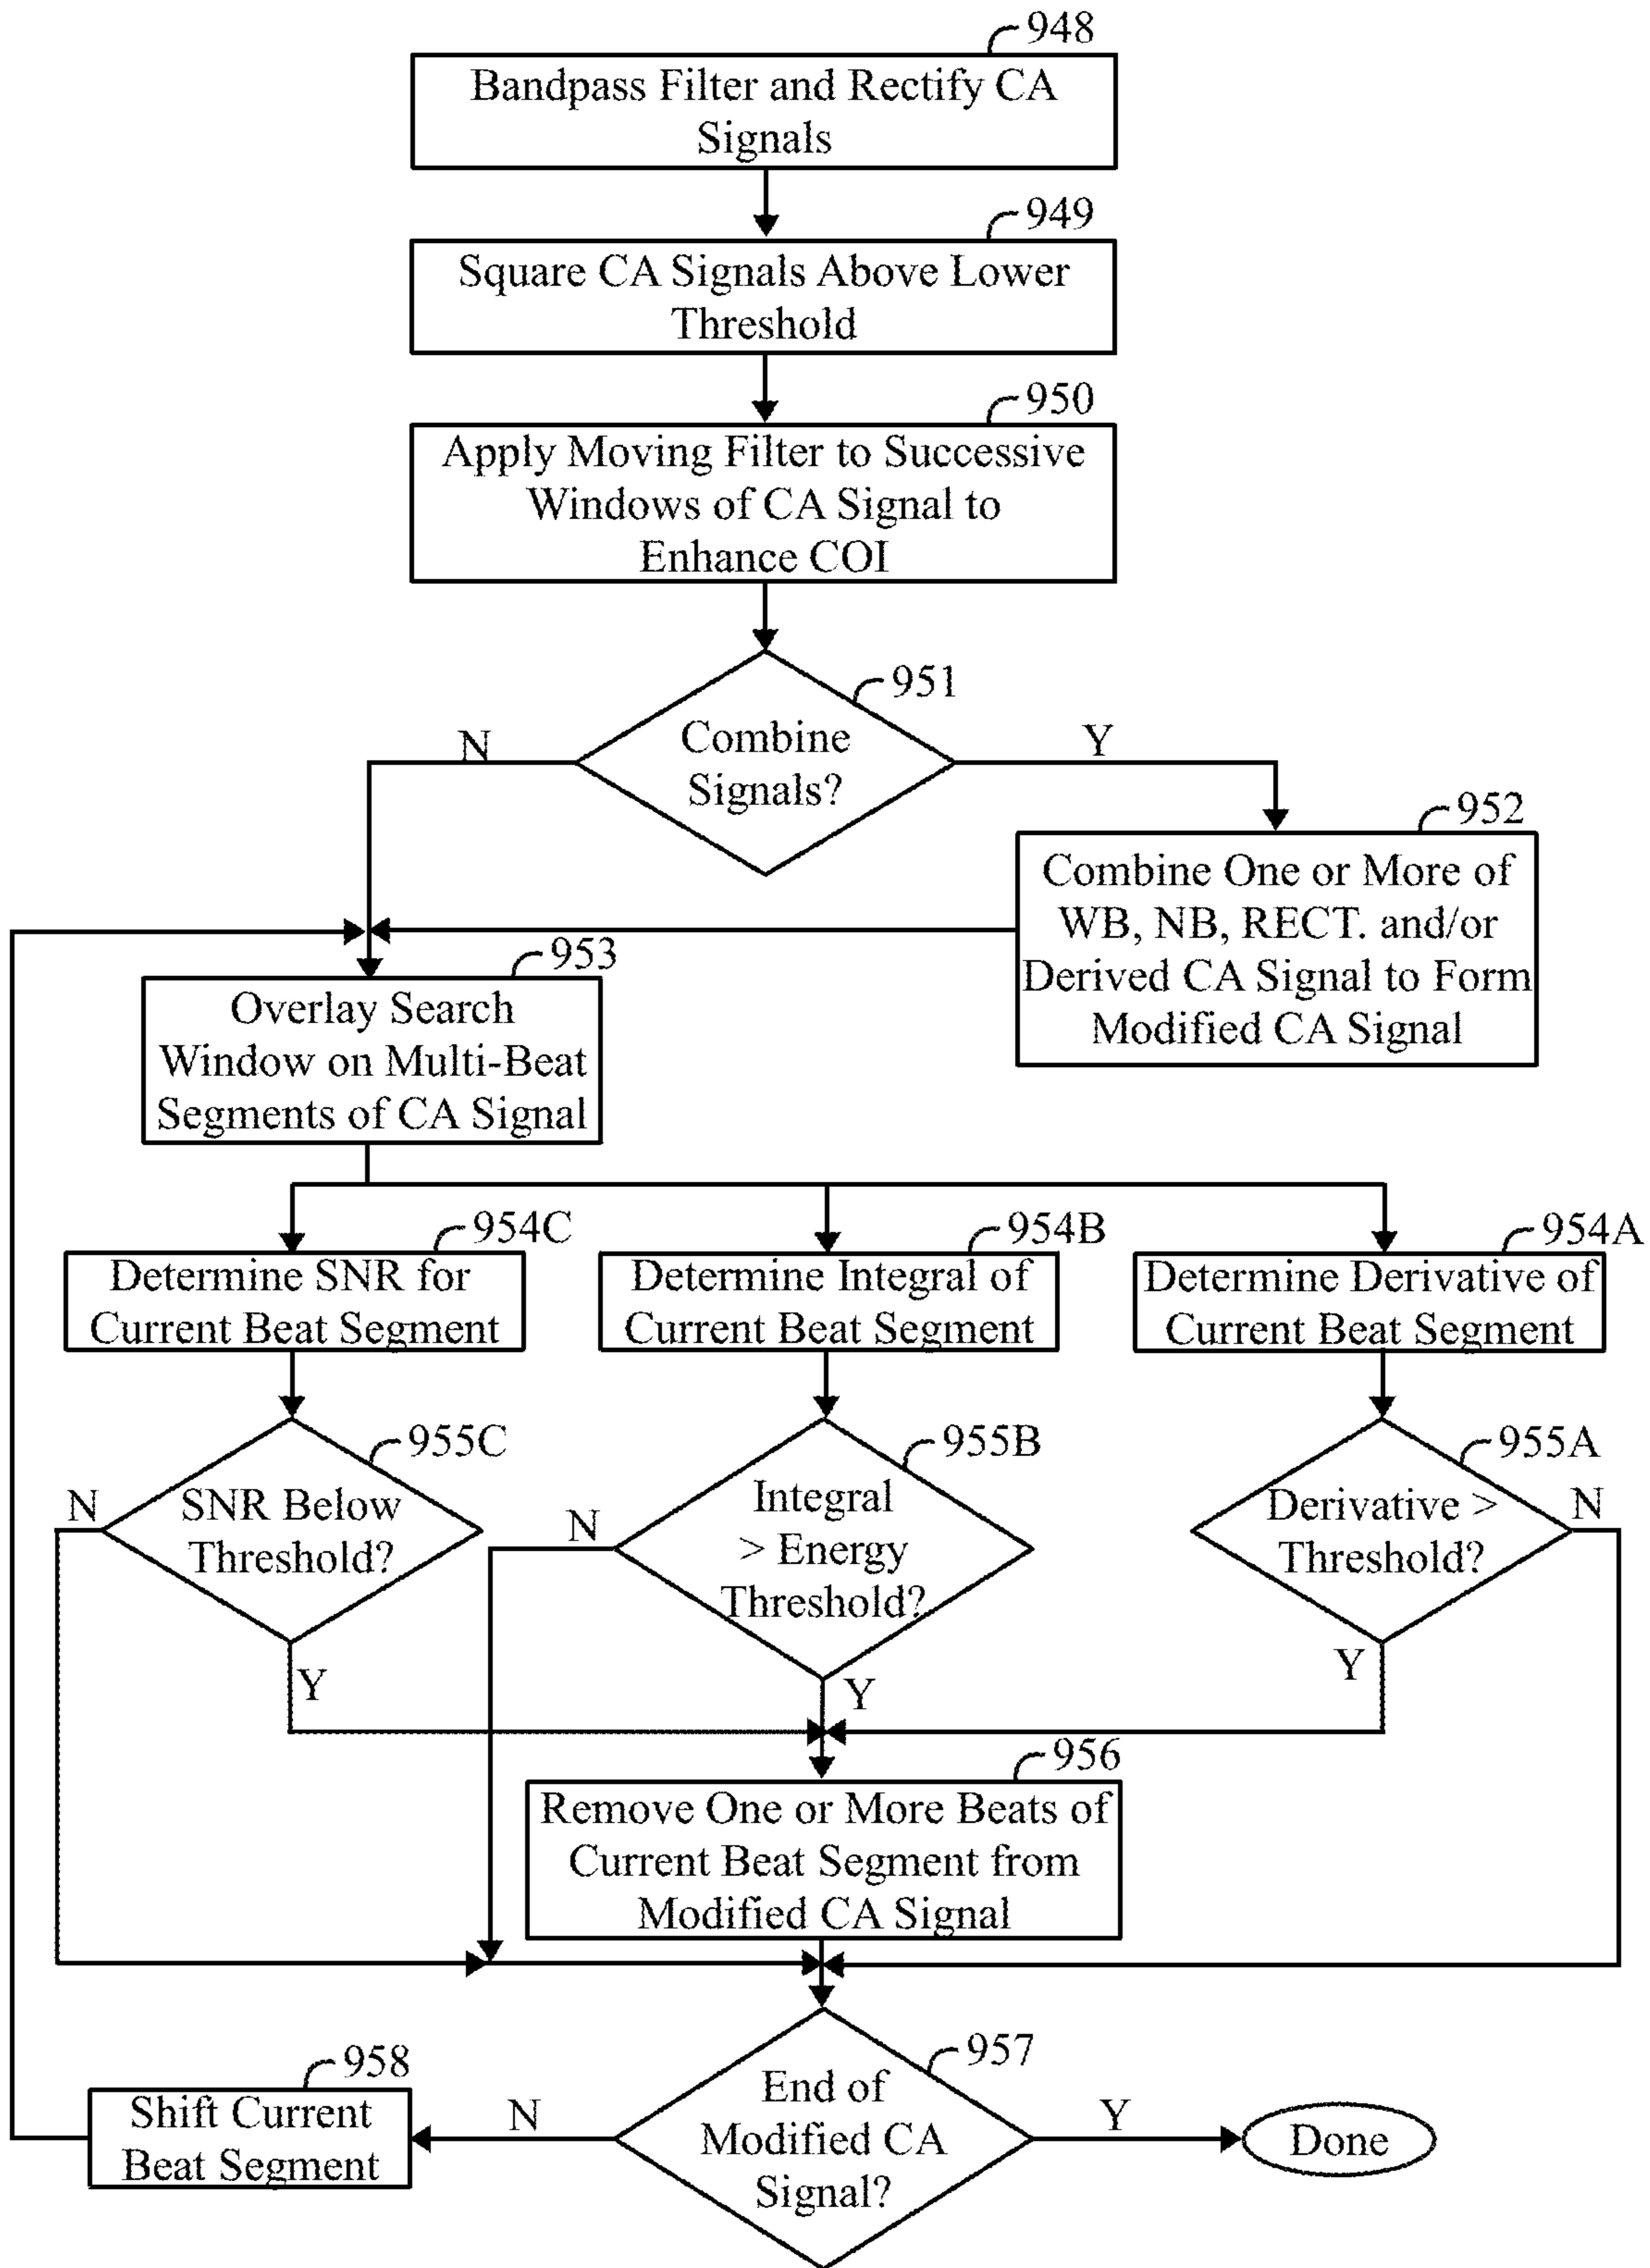 948
Bandpass Filter and Rectify CA
Signals
949
Square CA Signals Above Lower
Threshold
950
Apply Moving Filter to Successive
Windows of CA Signal to
Enhance COI
951
Combine
Signals?
N
Y
952
Combine One or More of
WB, NB, RECT. and/or
Derived CA Signal to Form
Modified CA Signal
953
Overlay Search
Window on Multi-Beat
Segments of CA Signal
954C
Determine SNR for
Current Beat Segment
954B
Determine Integral of
Current Beat Segment
954A
Determine Derivative of
Current Beat Segment
955C
SNR Below
Threshold?
N
Y
955B
Integral
> Energy
Threshold?
N
Y
955A
Derivative >
Threshold?
N
Y
956
Remove One or More Beats of
Current Beat Segment from
Modified CA Signal
957
End of
Modified CA
Signal?
N
Y
958
Shift Current
Beat Segment
Done